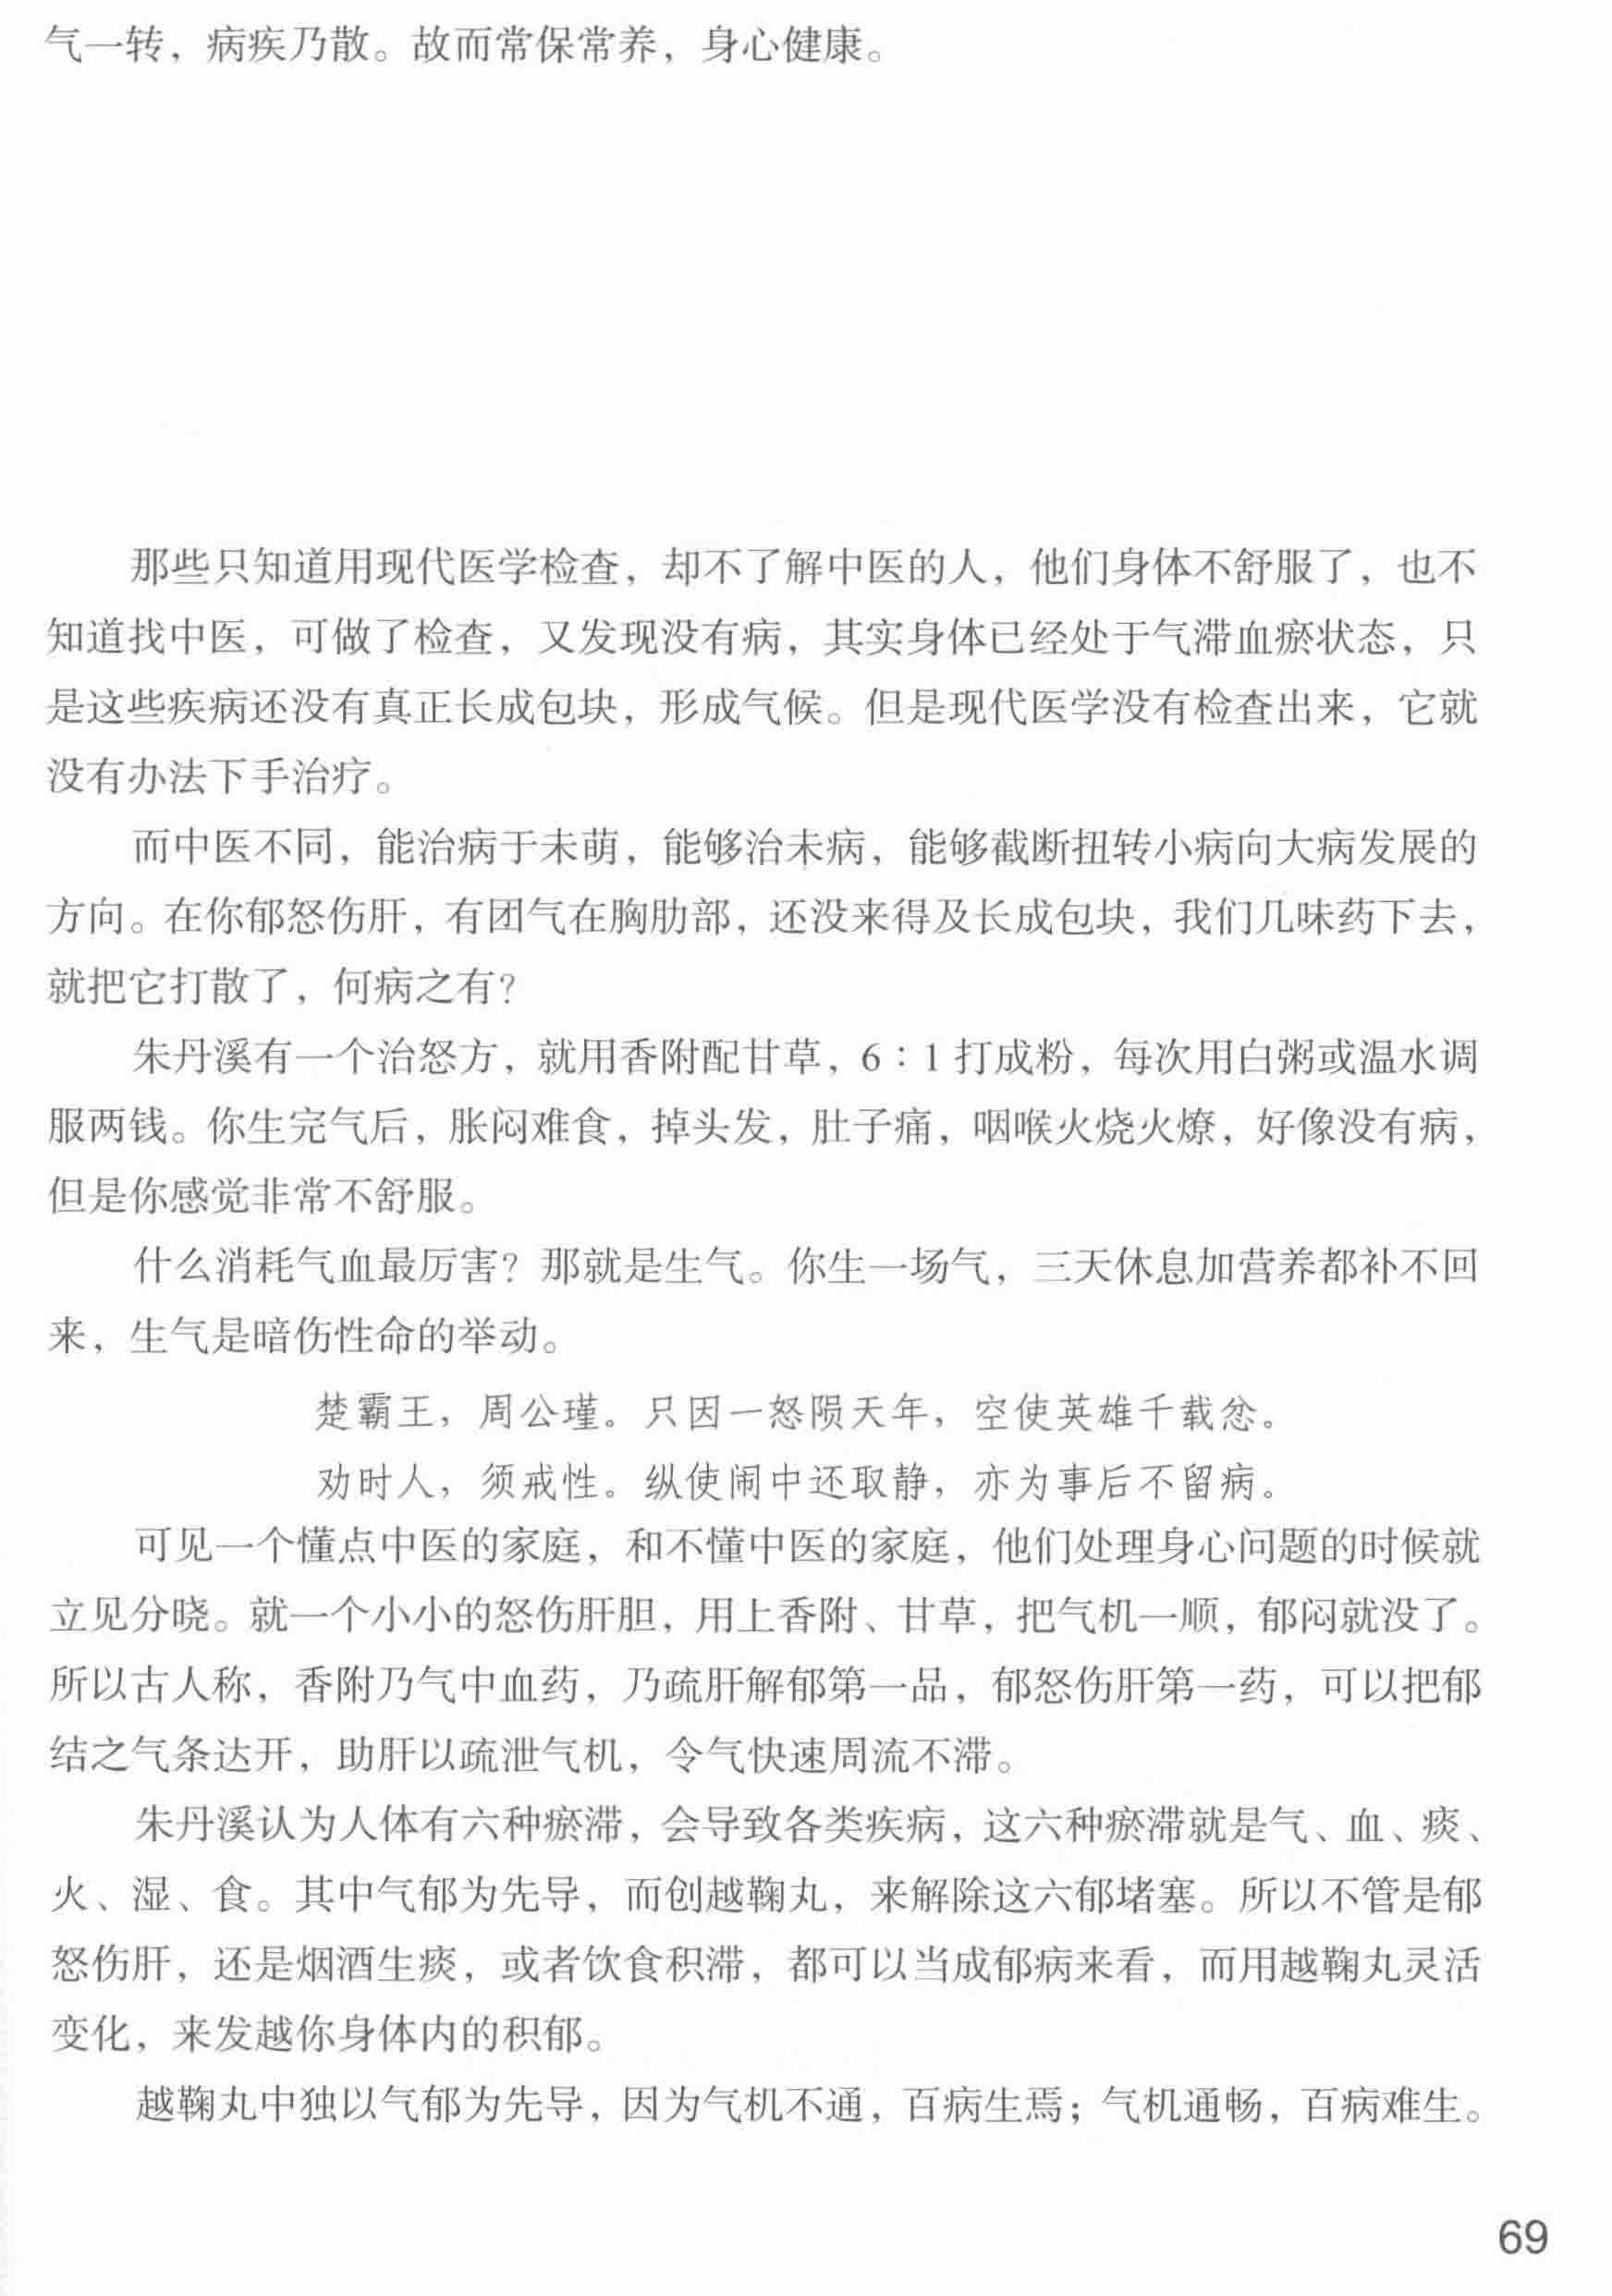 气一转，病疾乃散。故而常保常养，身心健康。
那些只知道用现代医学检查，却不了解中医的人，他们身体不舒服了，也不
知道找中医，可做了检查，又发现没有病，其实身体已经处于气滞血瘀状态，只
是这些疾病还没有真正长成包块，形成气候。但是现代医学没有检查出来，它就
没有办法下手治疗。
而中医不同，能治病于未萌，能够治未病，能够截断扭转小病向大病发展的
方向。在你郁怒伤肝，有团气在胸肋部，还没来得及长成包块，我们几味药下去，
就把它打散了，何病之有？
朱丹溪有一个治怒方，就用香附配甘草，6：1打成粉，每次用白粥或温水调
服两钱。你生完气后，胀闷难食，掉头发，肚子痛，咽喉火烧火燎，好像没有病，
但是你感觉非常不舒服。
什么消耗气血最厉害？那就是生气。你生一场气，三天休息加营养都补不回
来，生气是暗伤性命的举动。
楚霸王，周公瑾。只因一怒陨天年，空使英雄千载忿。
劝时人，须戒性。纵使闹中还取静，亦为事后不留病。
可见一个懂点中医的家庭，和不懂中医的家庭，他们处理身心问题的时候就
立见分晓。就一个小小的怒伤肝胆，用上香附、甘草，把气机一顺，郁闷就没了。
所以古人称，香附乃气中血药，乃疏肝解郁第一品，郁怒伤肝第一药，可以把郁
结之气条达开，助肝以疏泄气机，令气快速周流不滞。
朱丹溪认为人体有六种瘀滞，会导致各类疾病，这六种瘀滞就是气、血、痰、
火、湿、食。其中气郁为先导，而创越鞠丸，来解除这六郁堵塞。所以不管是郁
怒伤肝，还是烟酒生痰，或者饮食积滞，都可以当成郁病来看，而用越鞠丸灵活
变化，来发越你身体内的积郁。
越鞠丸中独以气郁为先导，因为气机不通，百病生焉；气机通畅，百病难生。
69